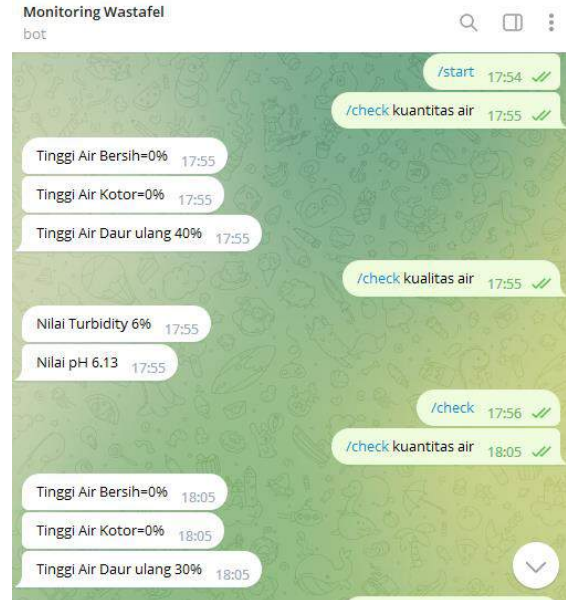 Monitoring Wastafel
bot
/start 17:54
/check kuantitas air 17:55
Tinggi Air Bersih=0% 17:55
Tinggi Air Kotor=0% 17:55
Tinggi Air Daur ulang 40% 17:55
/check kualitas air 17:55
Nilai Turbidity 6% 17:55
Nilai pH 6.13 17:55
/check 17:56
/check kuantitas air 18:05
Tinggi Air Bersih=0% 18:05
Tinggi Air Kotor=0% 18:05
Tinggi Air Daur ulang 30% 18:05